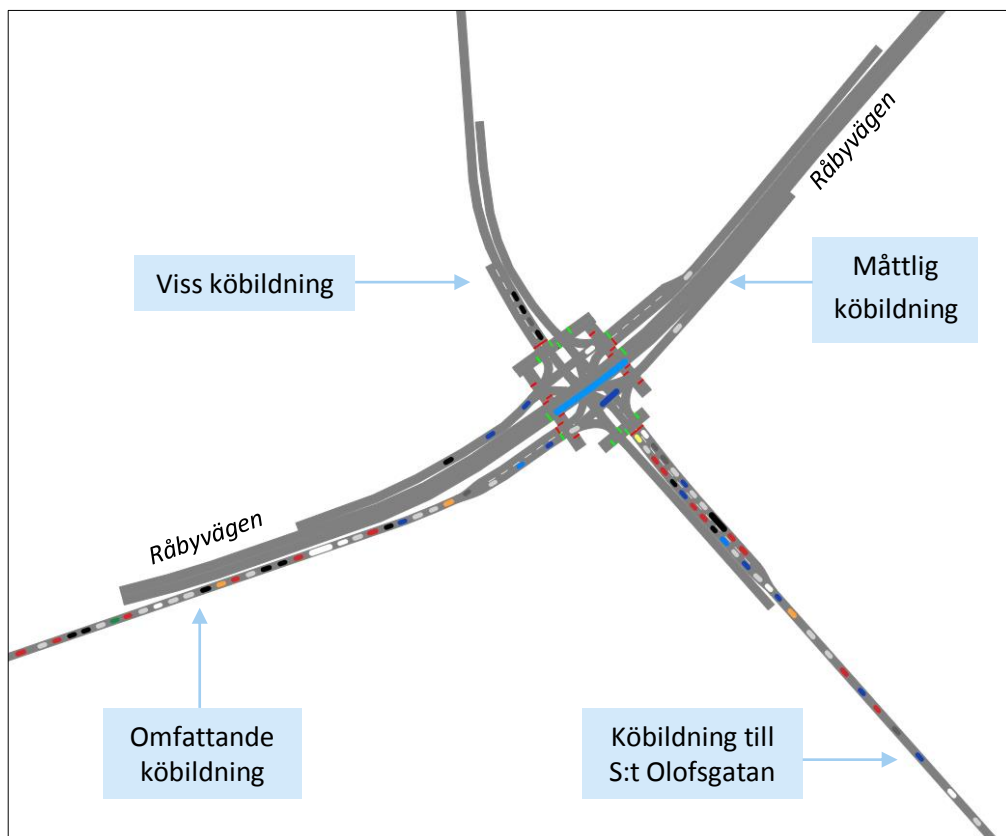 Råbyvägen
Viss köbildning
Måttlig
köbildning
Råbyvägen
Omfattande
köbildning
Köbildning till
S:t Olofsgatan